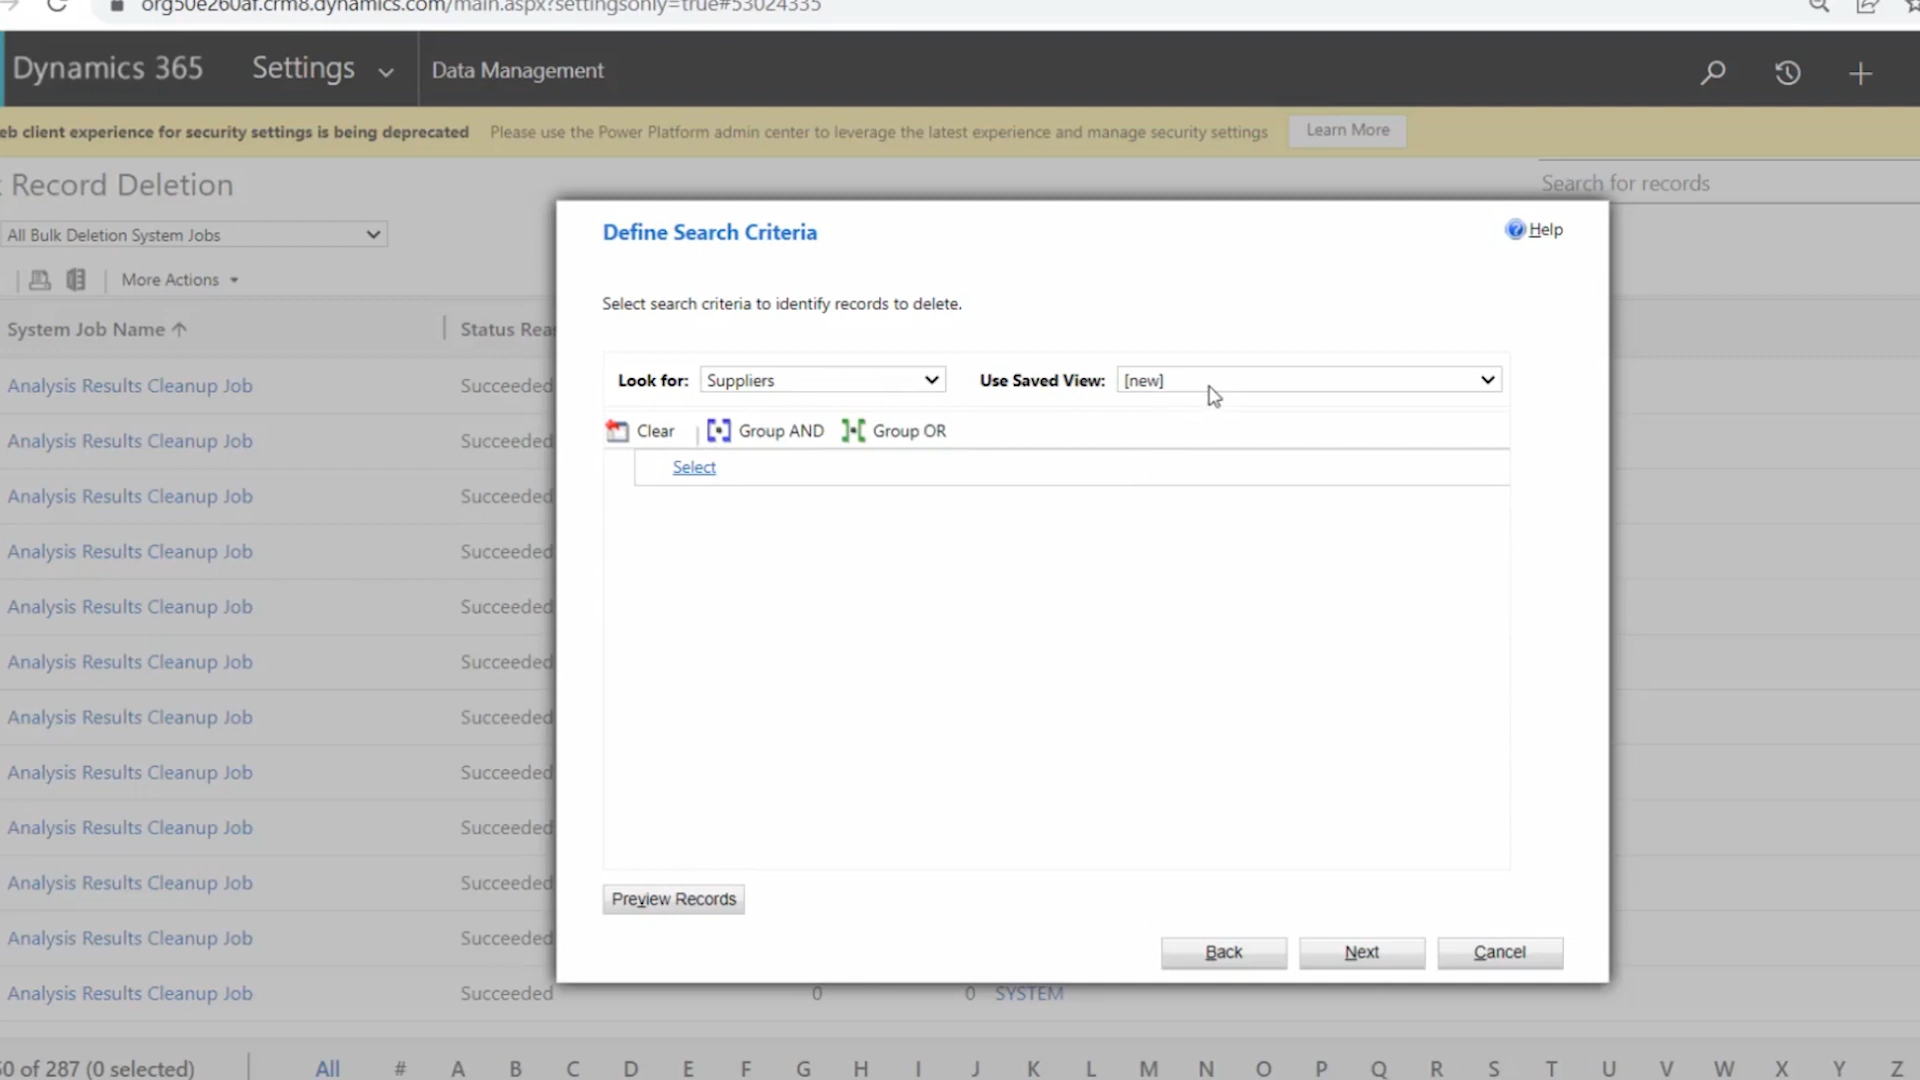 org50e260af.crm8.dynamics.com/main.aspx?settingsonly=true#53024335
Dynamics 365 Settings Data Management
eb client experience for security settings is being deprecated Please use the Power Platform admin center to leverage the latest experience and manage security settings Learn More
Record Deletion
Search for records
All Bulk Deletion System Jobs
More Actions
System Job Name Status Rea
Analysis Results Cleanup Job Succeeded
Analysis Results Cleanup Job Succeeded
Analysis Results Cleanup Job Succeeded
Analysis Results Cleanup Job Succeeded
Analysis Results Cleanup Job Succeeded
Analysis Results Cleanup Job Succeeded
Analysis Results Cleanup Job Succeeded
Analysis Results Cleanup Job Succeeded
Analysis Results Cleanup Job Succeeded
Analysis Results Cleanup Job Succeeded
Analysis Results Cleanup Job Succeeded
Analysis Results Cleanup Job Succeeded 0 0 SYSTEM
50 of 287 (0 selected) All # A B C D E F G H I J K L M N O P Q R S T U V W X Y Z
Define Search Criteria
Help
Select search criteria to identify records to delete.
Look for: Suppliers Use Saved View: [new]
Clear Group AND Group OR
Select
Preview Records
Back Next Cancel